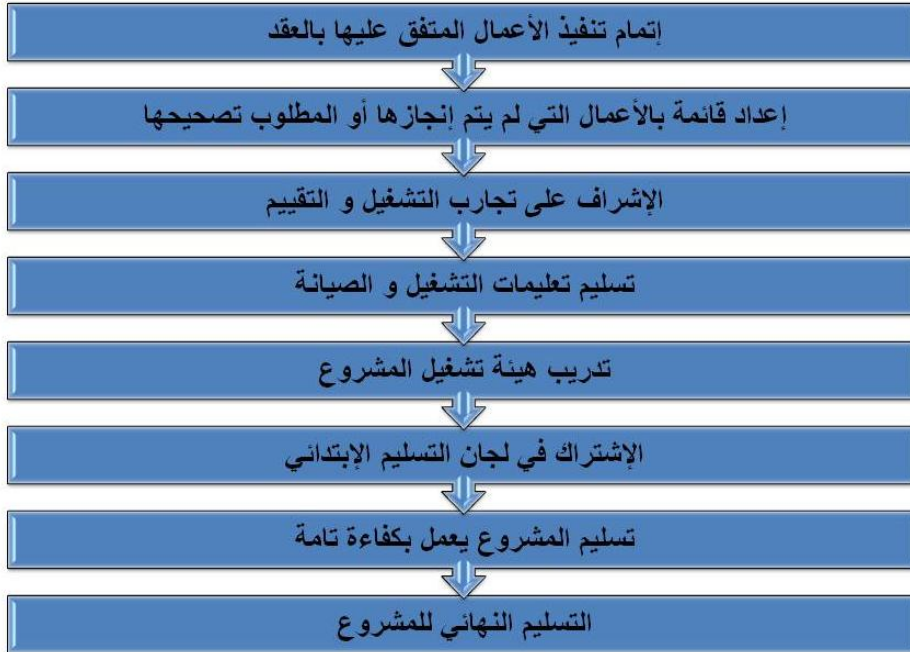 إتمام تنفيذ الأعمال المتفق عليها بالعقد
إعداد قائمة بالأعمال التي لم يتم إنجازها أو المطلوب تصحيحها
الإشراف على تجارب التشغيل و التقييم
تسليم تعليمات التشغيل و الصيانة
تدريب هيئة تشغيل المشروع
الإشتراك في لجان التسليم الإبتدائي
تسليم المشروع يعمل بكفاءة تامة
التسليم النهائي للمشروع